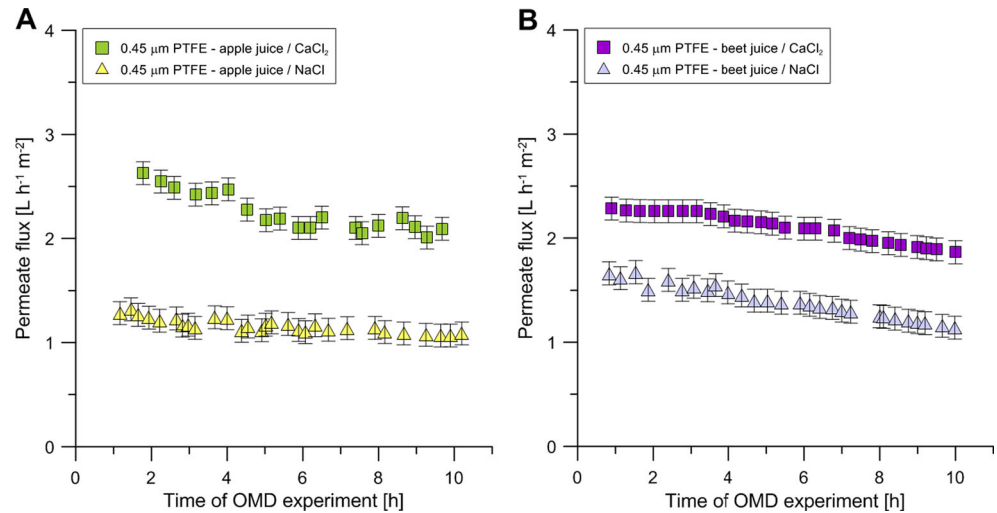 A
0.45 μm PTFE - apple juice / CaCl₂
0.45 μm PTFE - apple juice / NaCl
Permeate flux [L h⁻¹ m⁻²]
4
3
2
1
0
0 2 4 6 8 10
Time of OMD experiment [h]
B
0.45 μm PTFE - beet juice / CaCl₂
0.45 μm PTFE - beet juice / NaCl
Permeate flux [L h⁻¹ m⁻²]
4
3
2
1
0
0 2 4 6 8 10
Time of OMD experiment [h]